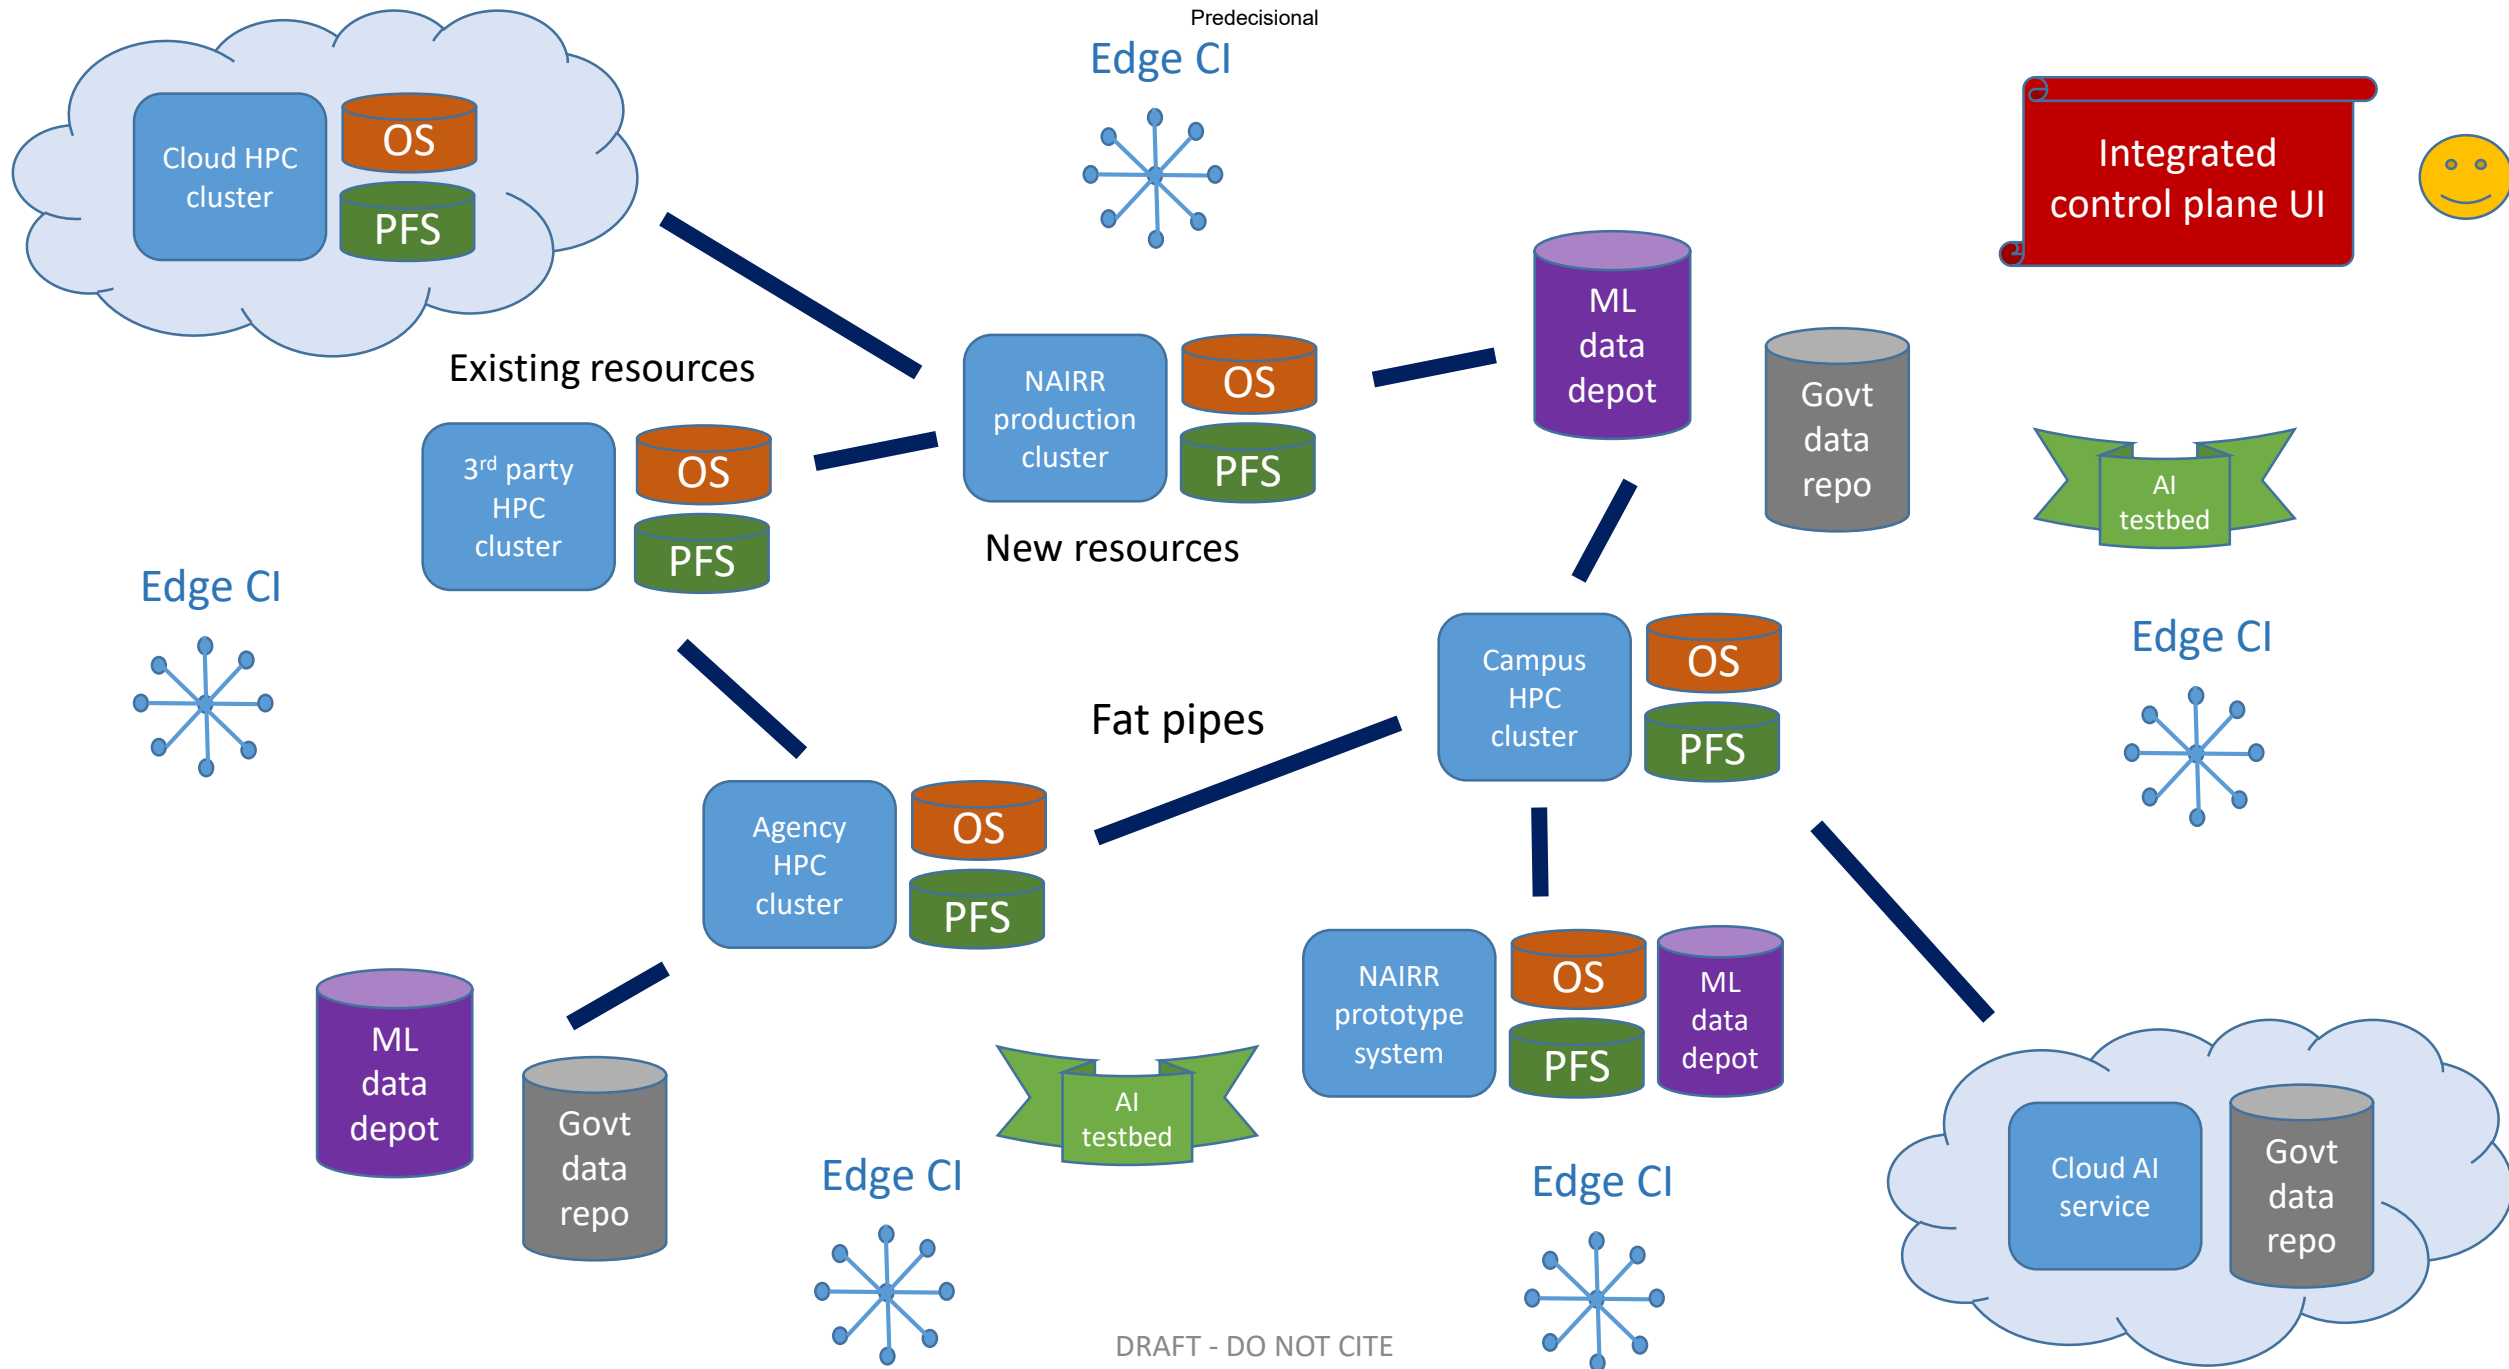 Predecisional
Edge CI
Cloud HPC
cluster
OS
PFS
Integrated
control plane UI
Existing resources
NAIRR
production
cluster
OS
PFS
New resources
ML
data
depot
Govt
data
repo
AI
testbed
3rd party
HPC
cluster
OS
PFS
Edge CI
Edge CI
Fat pipes
Campus
HPC
cluster
OS
PFS
Agency
HPC
cluster
OS
PFS
NAIRR
prototype
system
OS
PFS
ML
data
depot
ML
data
depot
Govt
data
repo
AI
testbed
Edge CI
Edge CI
Cloud AI
service
Govt
data
repo
DRAFT - DO NOT CITE